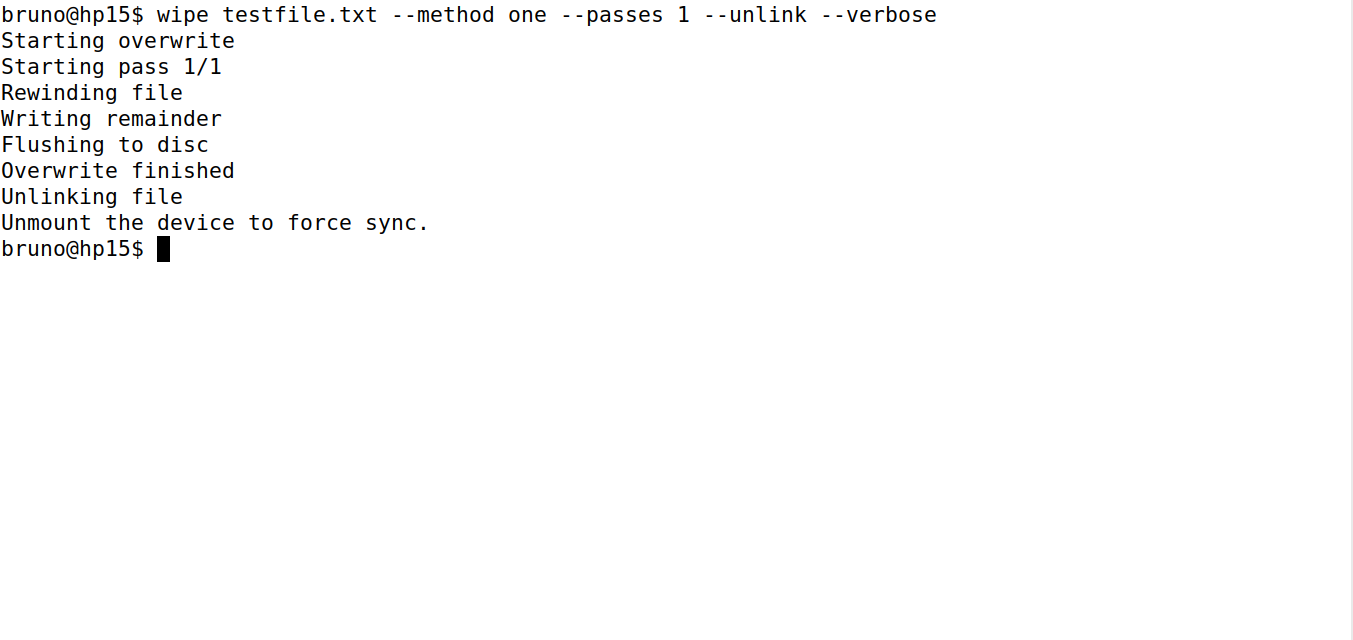 bruno@hp15$ wipe testfile.txt --method one --passes 1 --unlink --verbose
Starting overwrite
Starting pass 1/1
Rewinding file
Writing remainder
Flushing to disc
Overwrite finished
Unlinking file
Unmount the device to force sync.
bruno@hp15$